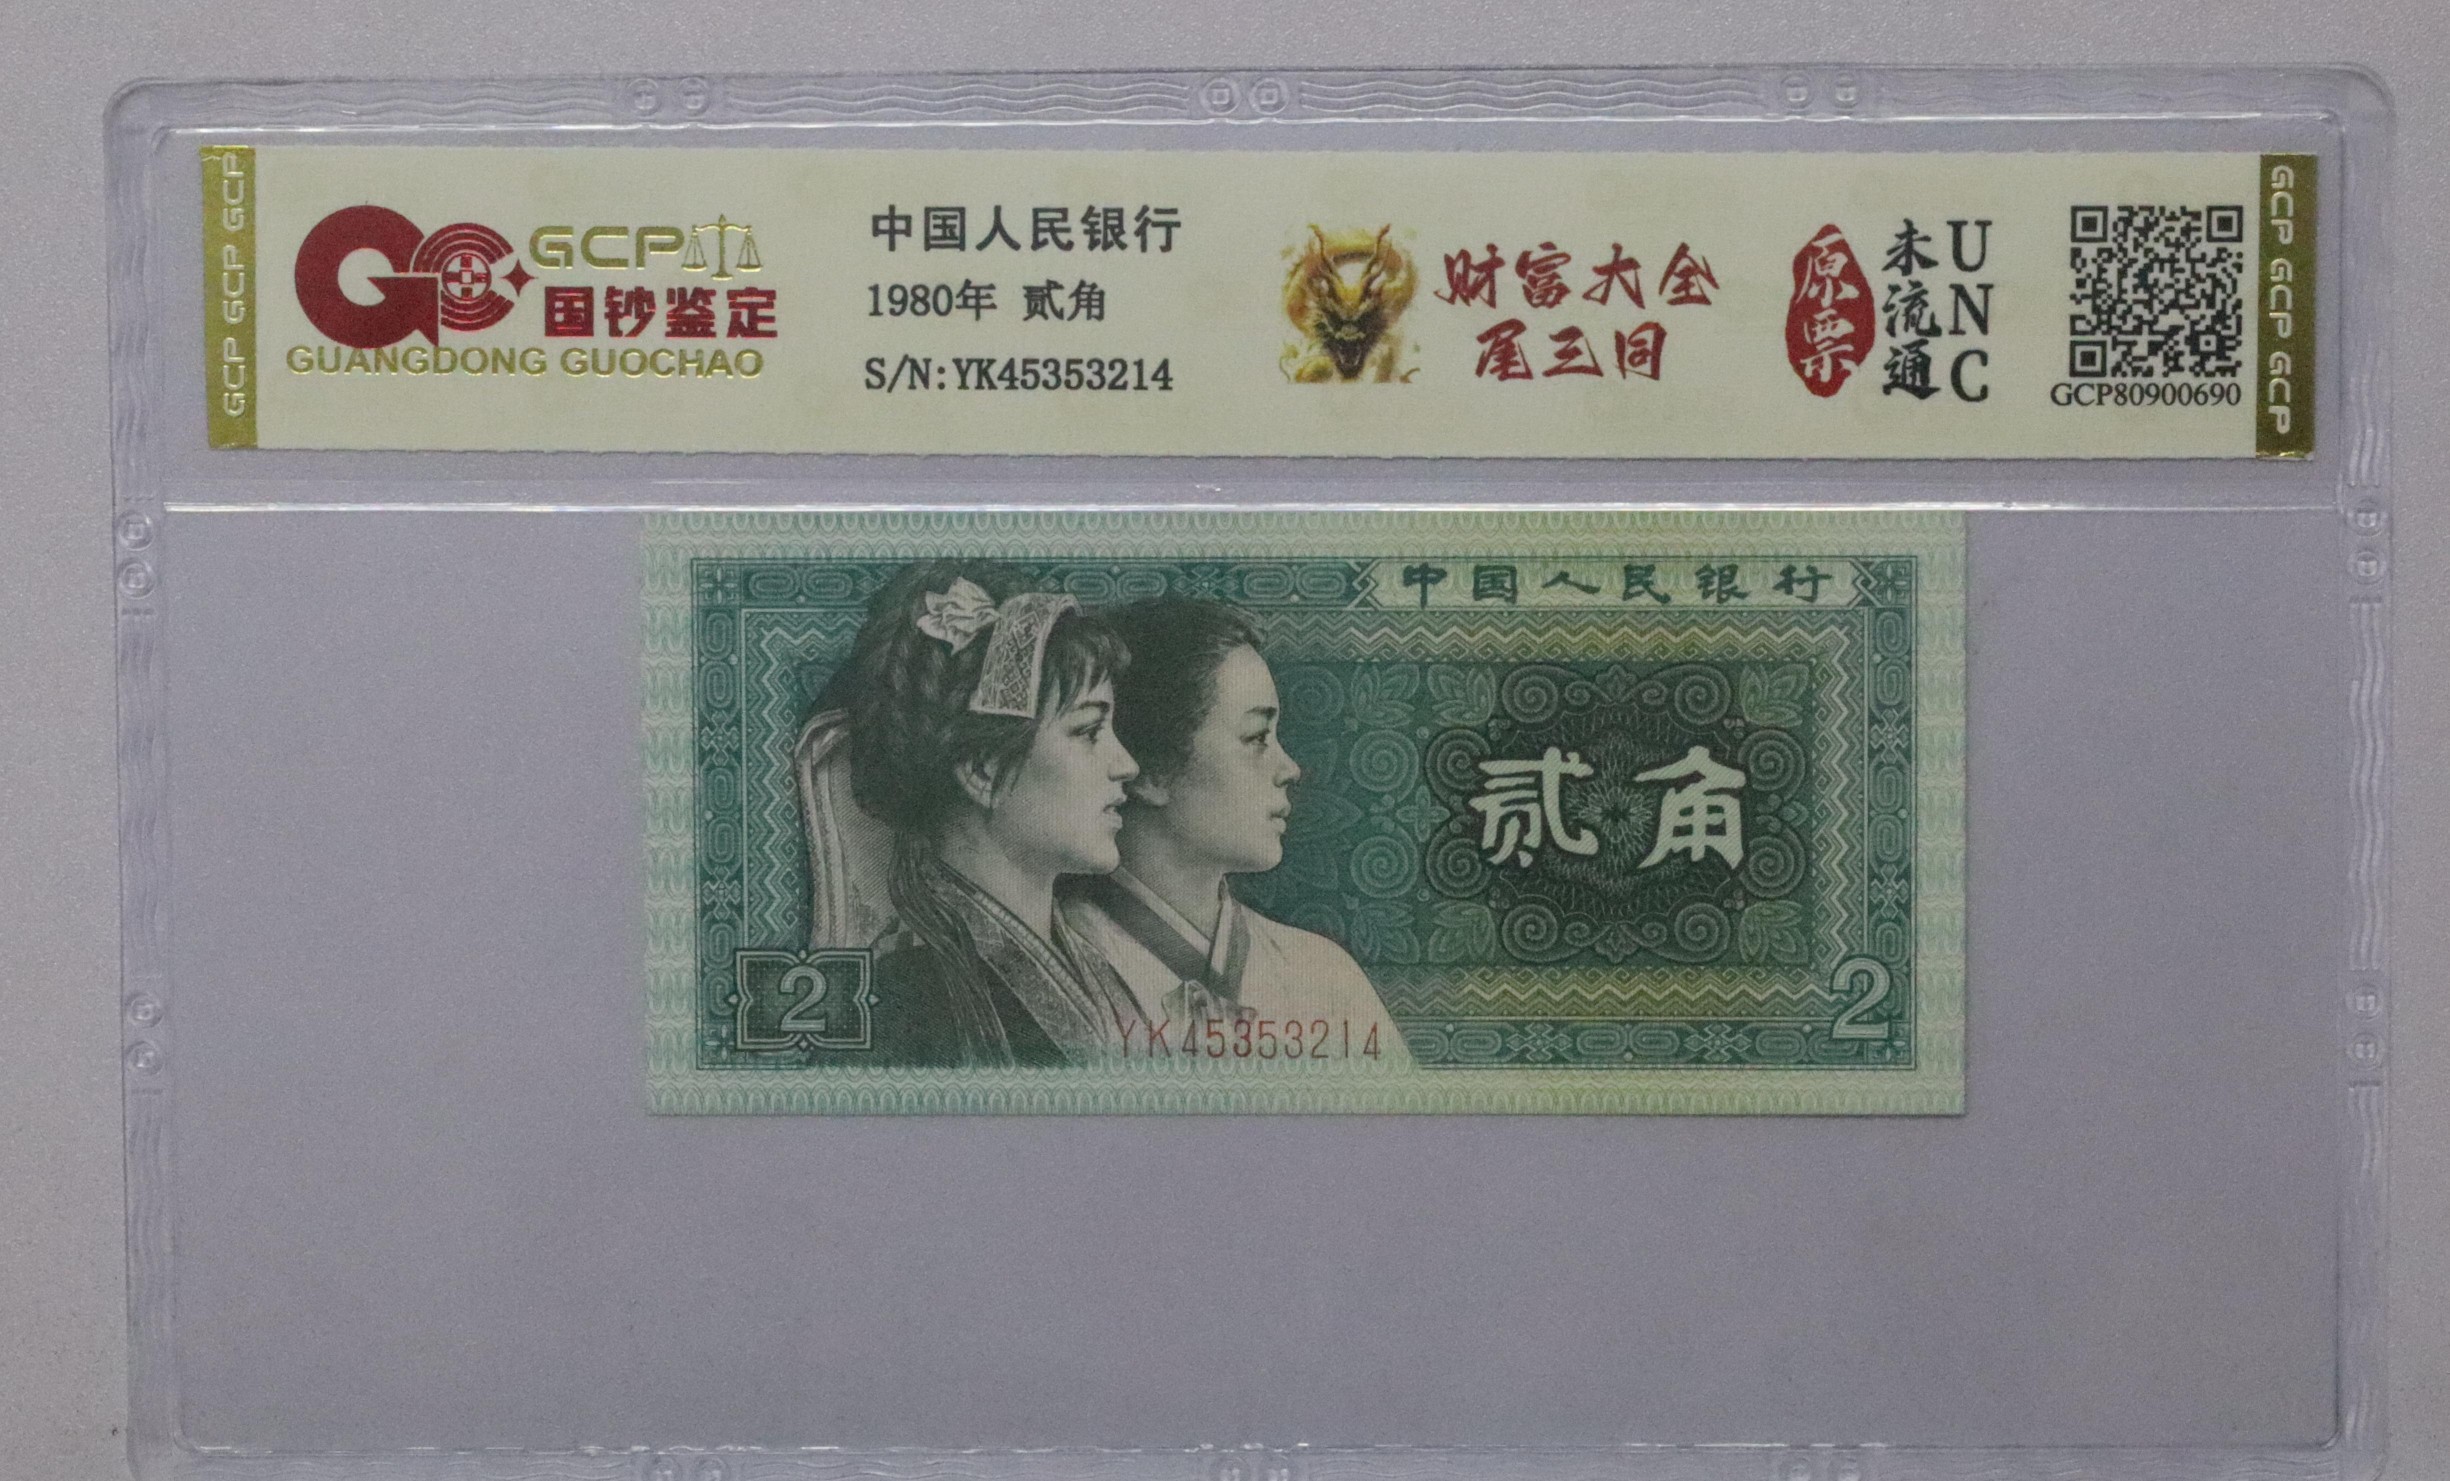 GCP GCP GCP
GCP
国钞鉴定
GUANGDONG GUOCHAO
中国人民银行
1980年 贰角
S/N:YK45353214
财富大全
尾三同
原票
未流通
UNC
GCP80900690
GCP GCP GCP
中国人民银行
贰角
2
2
YK45353214